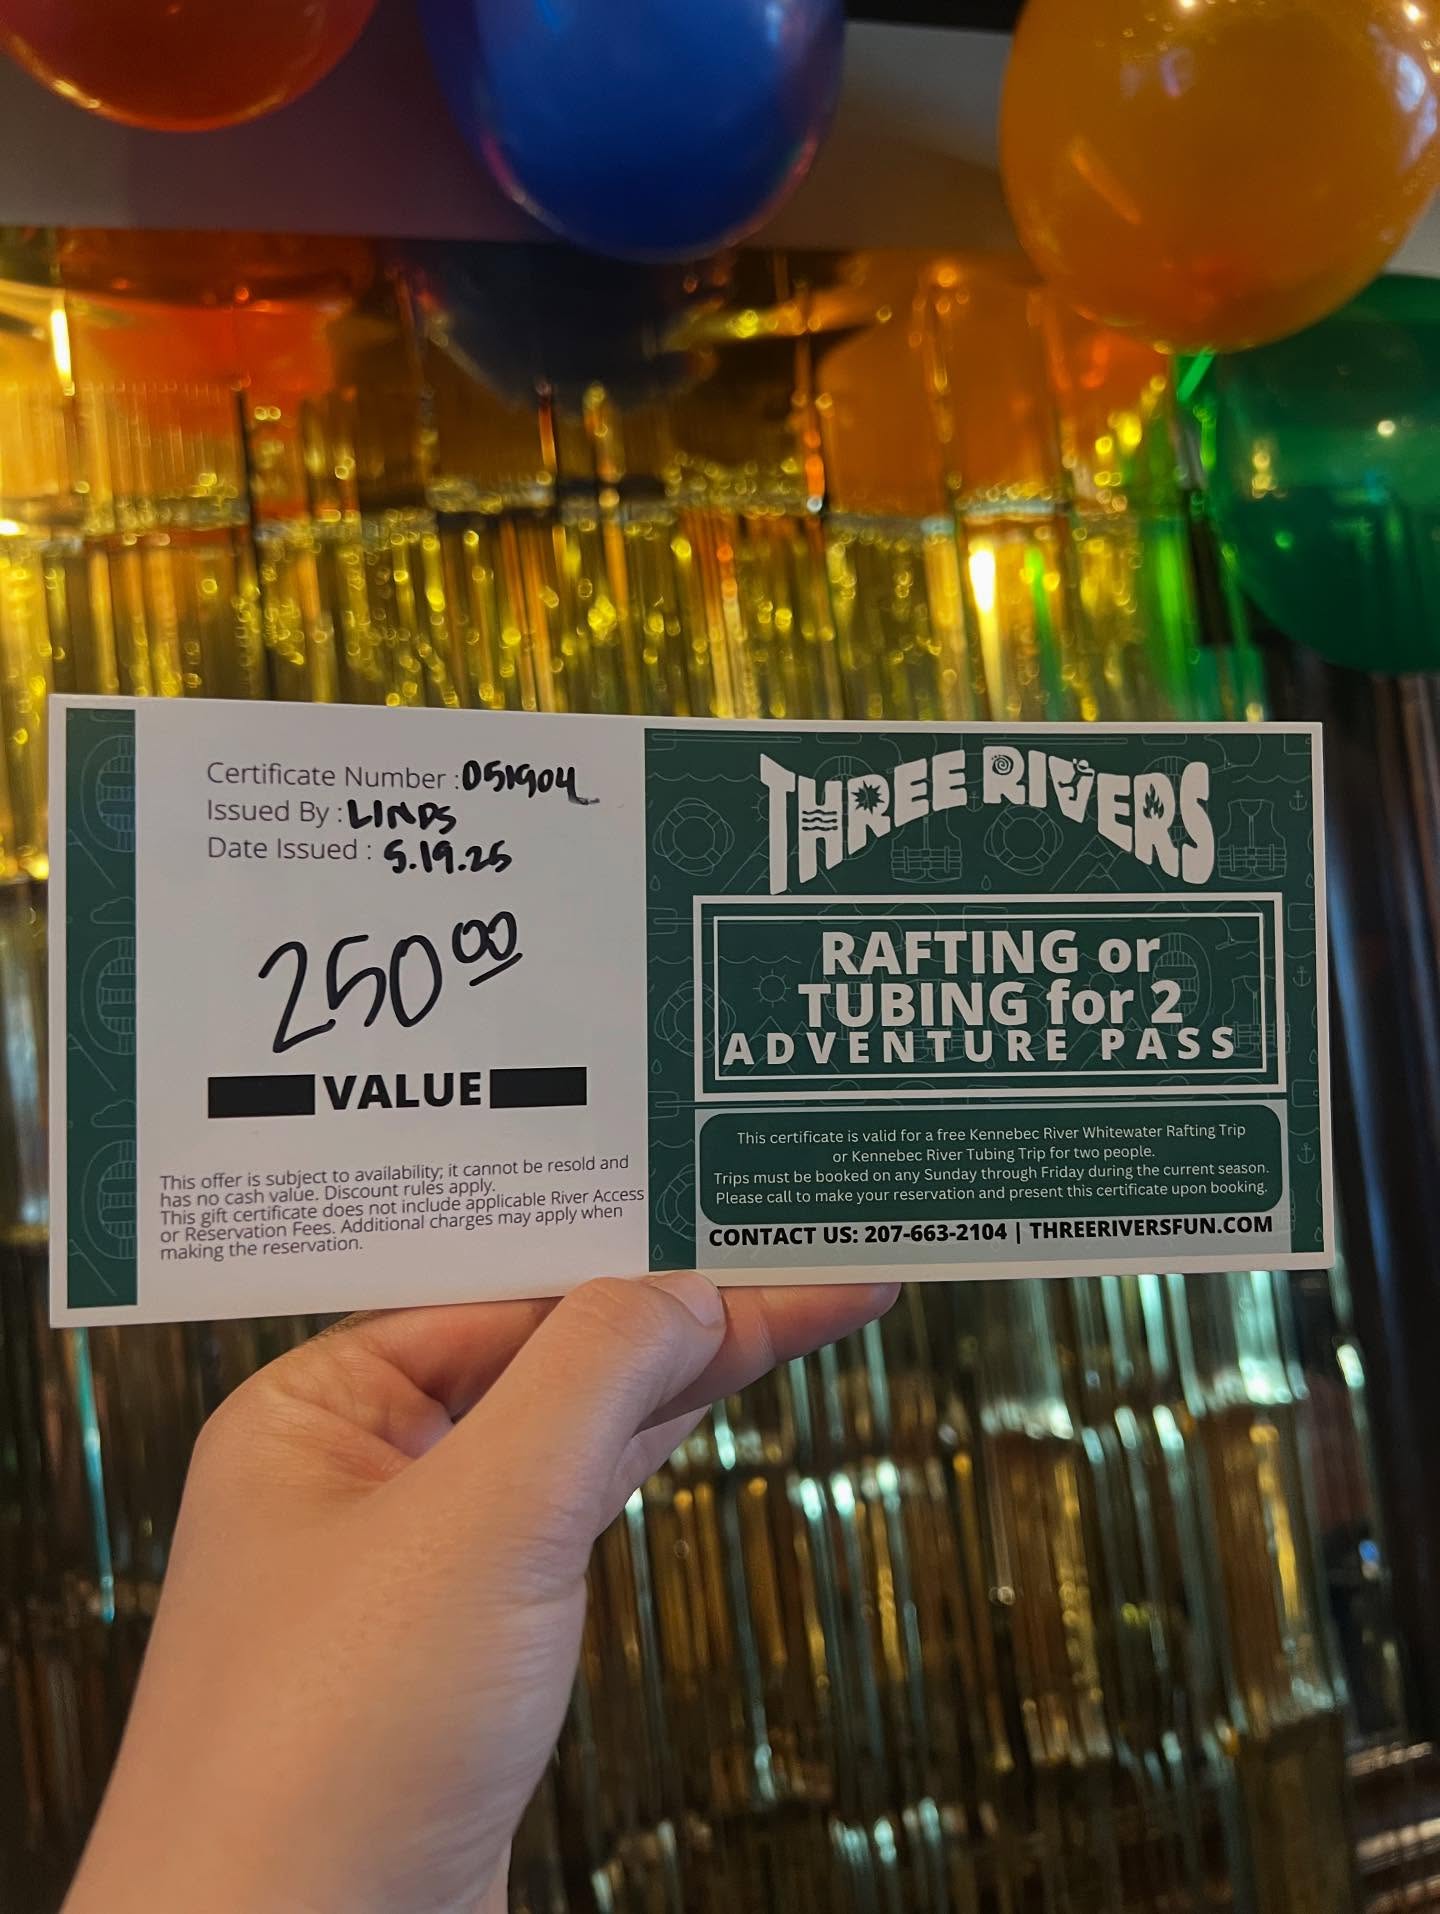 Certificate Number : 051904
Issued By : LINDS
Date Issued : 5.19.25
250.00
VALUE
This offer is subject to availability; it cannot be resold and
has no cash value. Discount rules apply.
This gift certificate does not include applicable River Access
or Reservation Fees. Additional charges may apply when
making the reservation.
THREE RIVERS
RAFTING or
TUBING for 2
ADVENTURE PASS
This certificate is valid for a free Kennebec River Whitewater Rafting Trip
or Kennebec River Tubing Trip for two people.
Trips must be booked on any Sunday through Friday during the current season.
Please call to make your reservation and present this certificate upon booking.
CONTACT US: 207-663-2104 | THREERIVERSFUN.COM